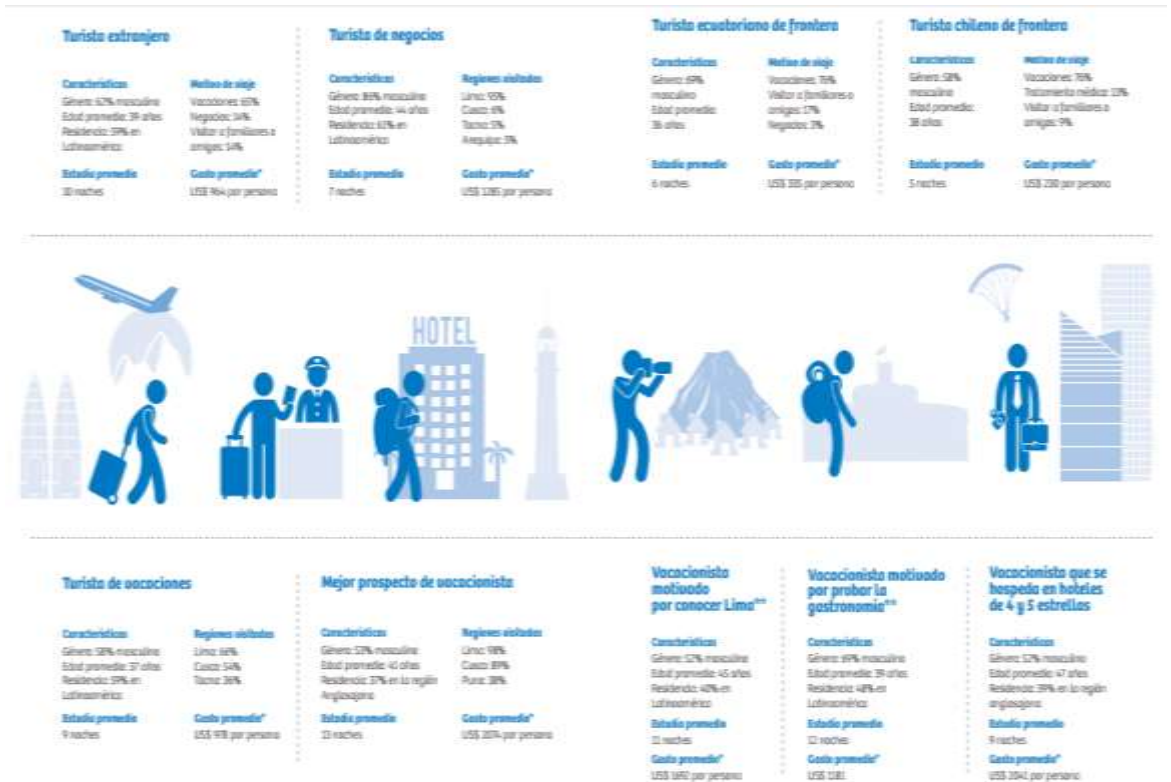 Turista extranjero
Características
Género: 62% masculino
Edad promedio: 39 años
Residencia: 59% en
Latinoamérica
Motivo de viaje
Vacaciones: 65%
Negocios: 14%
Visitar a familiares o
amigos: 14%
Estadía promedio
10 noches
Gasto promedio*
US$ 964 por persona
Turista de negocios
Características
Género: 86% masculino
Edad promedio: 44 años
Residencia: 61% en
Latinoamérica
Regiones visitadas
Lima: 93%
Cusco: 6%
Tacna: 5%
Arequipa:
Estadía promedio
7 noches
Gasto promedio*
US$ 1285 por persona
Turista ecuatoriano de frontera
Características
Género: 69%
masculino
Edad promedio:
36 años
Motivo de viaje
Vacaciones: 76%
Visitar a familiares o
amigos: 17%
Negocios: 3%
Estadía promedio
6 noches
Gasto promedio*
US$ 335 por persona
Turista chileno de frontera
Características
Género: 58%
masculino
Edad promedio:
38 años
Motivo de viaje
Vacaciones: 76%
Tratamiento médico: 13%
Visitar a familiares o
amigos: 9%
Estadía promedio
5 noches
Gasto promedio*
US$ 230 por persona
HOTEL
Turista de vacaciones
Características
Género: 58% masculino
Edad promedio: 37 años
Residencia: 59% en
Latinoamérica
Regiones visitadas
Lima: 66%
Cusco: 54%
Tacna: 36%
Estadía promedio
9 noches
Gasto promedio*
US$ 978 por persona
Mejor prospecto de vacacionista
Características
Género: 53% masculino
Edad promedio: 41 años
Residencia: 37% en la región
Anglosajona
Regiones visitadas
Lima: 98%
Cusco: 89%
Puno: 38%
Estadía promedio
13 noches
Gasto promedio*
US$ 2074 por persona
Vacacionista
motivado
por conocer Lima**
Características
Género: 52% masculino
Edad promedio: 45 años
Residencia: 40% en
Latinoamérica
Estadía promedio
11 noches
Gasto promedio*
US$ 1692 por persona
Vacacionista motivado
por probar la
gastronomía**
Características
Género: 69% masculino
Edad promedio: 39 años
Residencia: 48% en
Latinoamérica
Estadía promedio
12 noches
Gasto promedio*
US$ 1581
Vacacionista que se
hospeda en hoteles
de 4 y 5 estrellas
Características
Género: 52% masculino
Edad promedio: 47 años
Residencia: 39% en la región
anglosajona
Estadía promedio
9 noches
Gasto promedio*
US$ 2042 por persona